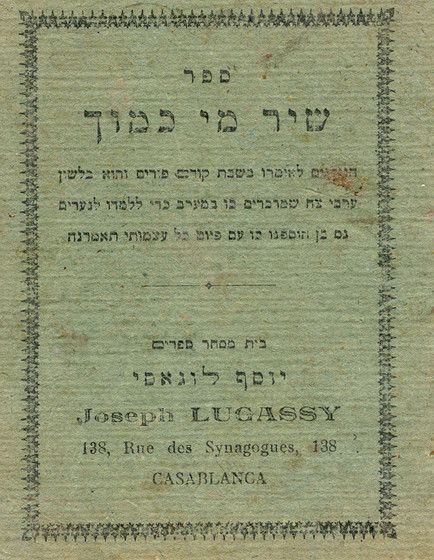 ספר
שיר מי כמוך
הנוהגים לאומרו בשבת קודם פורים והוא בלשון
ערבי צח שמדברים בו במערב כדי ללמדו לנערים
גם כן הוספנו בו עם פיוט כל עצמותי תאמרנה
בית מסחר ספרים
יוסף לוגאסי
Joseph LUGASSY
138, Rue des Synagogues, 138
CASABLANCA